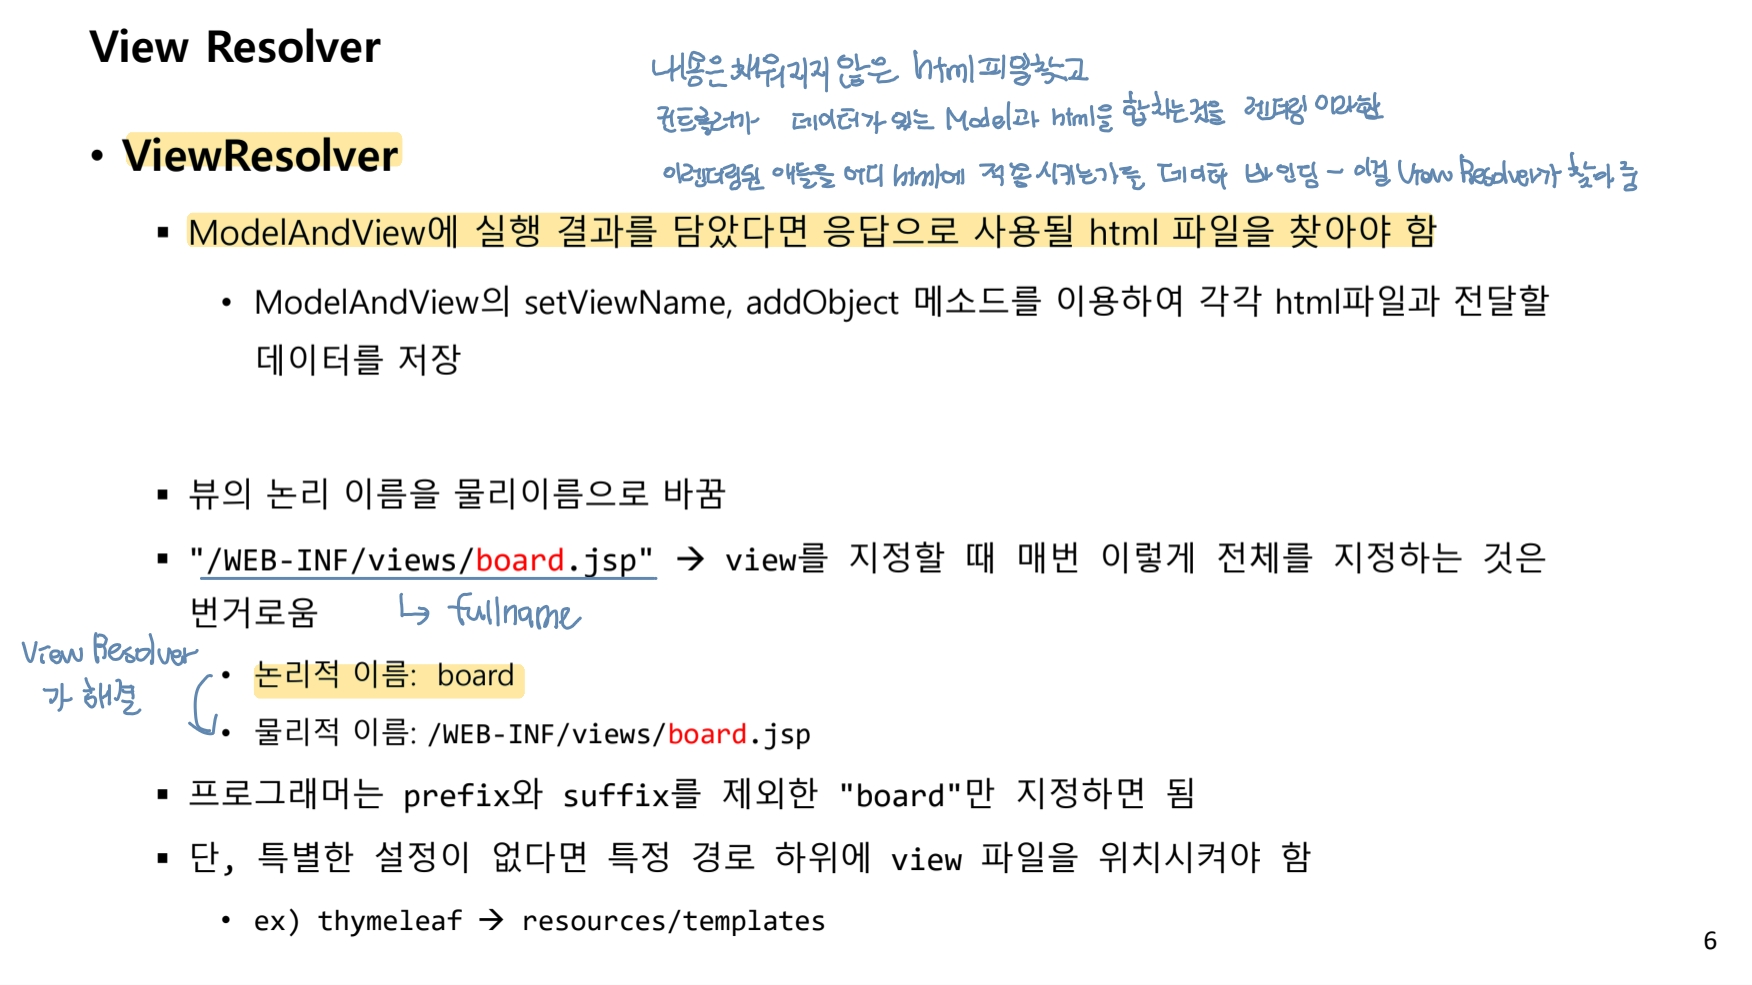 View Resolver
내용은 채워지지 않은 html파일찾고
컨트롤러가 데이터가 있는 Model과 html을 합치는것을 렌더링 이라함
• ViewResolver
이렌더링된 애들을 어디 html에 적용시키는가를 데이터 바인딩 - 이걸 View Resolver가 찾아줌
▪ ModelAndView에 실행 결과를 담았다면 응답으로 사용될 html 파일을 찾아야 함
• ModelAndView의 setViewName, addObject 메소드를 이용하여 각각 html파일과 전달할
데이터를 저장
▪ 뷰의 논리 이름을 물리이름으로 바꿈
▪ "/WEB-INF/views/board.jsp" → view를 지정할 때 매번 이렇게 전체를 지정하는 것은
번거로움
↳ fullname
View Resolver
가 해결
• 논리적 이름: board
• 물리적 이름: /WEB-INF/views/board.jsp
▪ 프로그래머는 prefix와 suffix를 제외한 "board"만 지정하면 됨
▪ 단, 특별한 설정이 없다면 특정 경로 하위에 view 파일을 위치시켜야 함
• ex) thymeleaf → resources/templates
6